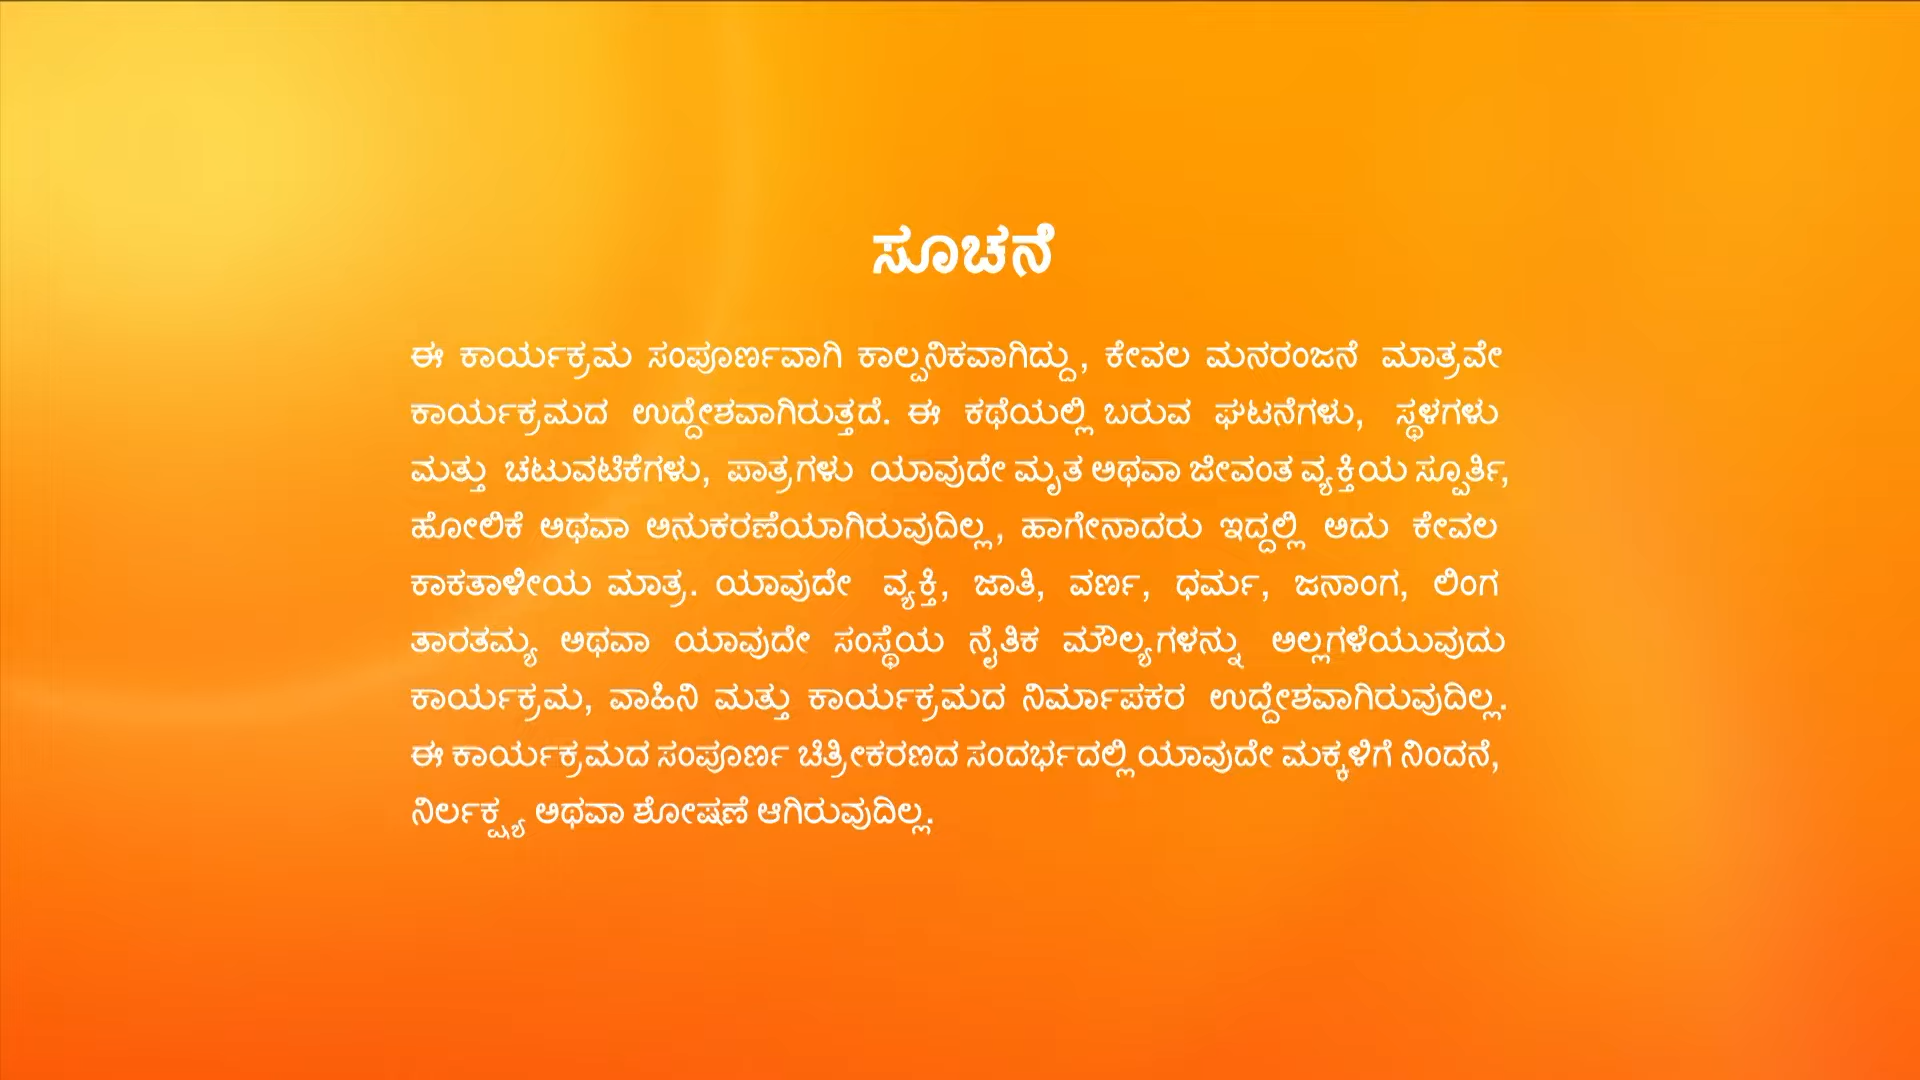 ಸೂಚನೆ
ಈ ಕಾರ್ಯಕ್ರಮ ಸಂಪೂರ್ಣವಾಗಿ ಕಾಲ್ಪನಿಕವಾಗಿದ್ದು, ಕೇವಲ ಮನರಂಜನೆ ಮಾತ್ರವೇ
ಕಾರ್ಯಕ್ರಮದ ಉದ್ದೇಶವಾಗಿರುತ್ತದೆ. ಈ ಕಥೆಯಲ್ಲಿ ಬರುವ ಘಟನೆಗಳು, ಸ್ಥಳಗಳು
ಮತ್ತು ಚಟುವಟಿಕೆಗಳು, ಪಾತ್ರಗಳು ಯಾವುದೇ ಮೃತ ಅಥವಾ ಜೀವಂತ ವ್ಯಕ್ತಿಯ ಸ್ಪೂರ್ತಿ,
ಹೋಲಿಕೆ ಅಥವಾ ಅನುಕರಣೆಯಾಗಿರುವುದಿಲ್ಲ, ಹಾಗೇನಾದರು ಇದ್ದಲ್ಲಿ ಅದು ಕೇವಲ
ಕಾಕತಾಳೀಯ ಮಾತ್ರ. ಯಾವುದೇ ವ್ಯಕ್ತಿ, ಜಾತಿ, ವರ್ಣ, ಧರ್ಮ, ಜನಾಂಗ, ಲಿಂಗ
ತಾರತಮ್ಯ ಅಥವಾ ಯಾವುದೇ ಸಂಸ್ಥೆಯ ನೈತಿಕ ಮೌಲ್ಯಗಳನ್ನು ಅಲ್ಲಗಳೆಯುವುದು
ಕಾರ್ಯಕ್ರಮ, ವಾಹಿನಿ ಮತ್ತು ಕಾರ್ಯಕ್ರಮದ ನಿರ್ಮಾಪಕರ ಉದ್ದೇಶವಾಗಿರುವುದಿಲ್ಲ.
ಈ ಕಾರ್ಯಕ್ರಮದ ಸಂಪೂರ್ಣ ಚಿತ್ರೀಕರಣದ ಸಂದರ್ಭದಲ್ಲಿ ಯಾವುದೇ ಮಕ್ಕಳಿಗೆ ನಿಂದನೆ,
ನಿರ್ಲಕ್ಷ್ಯ ಅಥವಾ ಶೋಷಣೆ ಆಗಿರುವುದಿಲ್ಲ.